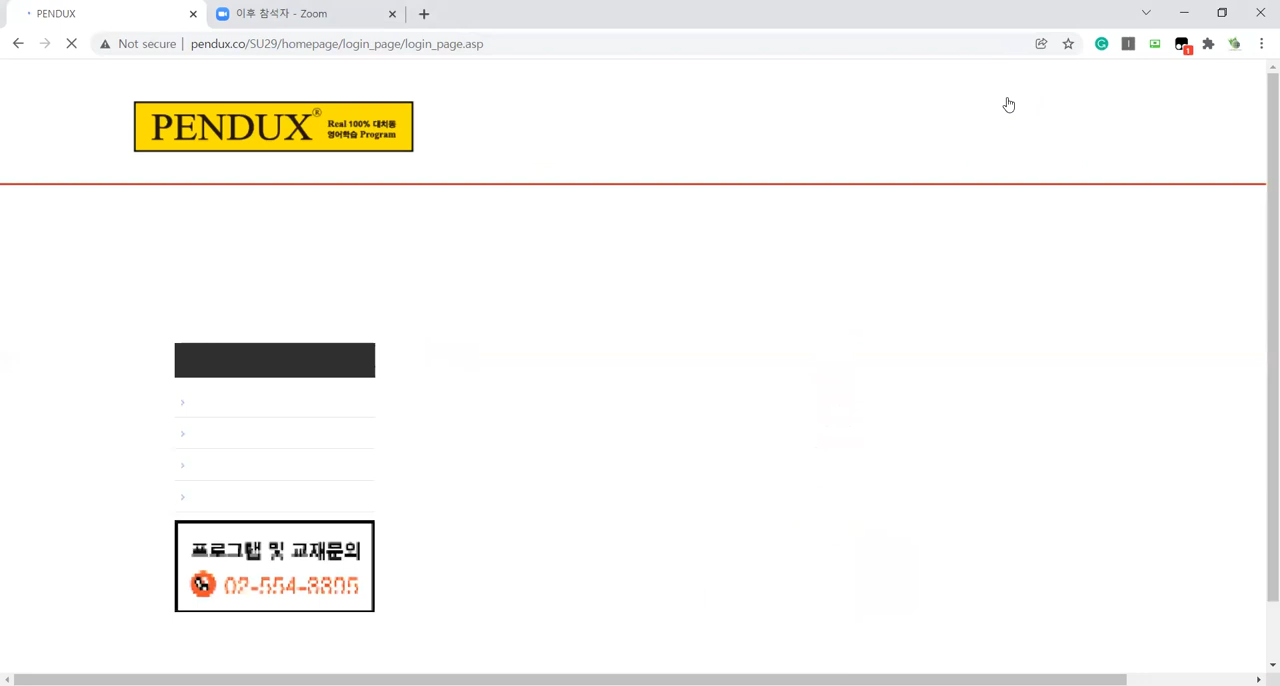 PENDUX
이후 참석자 - Zoom
Not secure
pendux.co/SU29/homepage/login_page/login_page.asp
1
PENDUX® Real 100% 대치동
영어학습 Program
프로그램 및 교재문의
02-554-3395